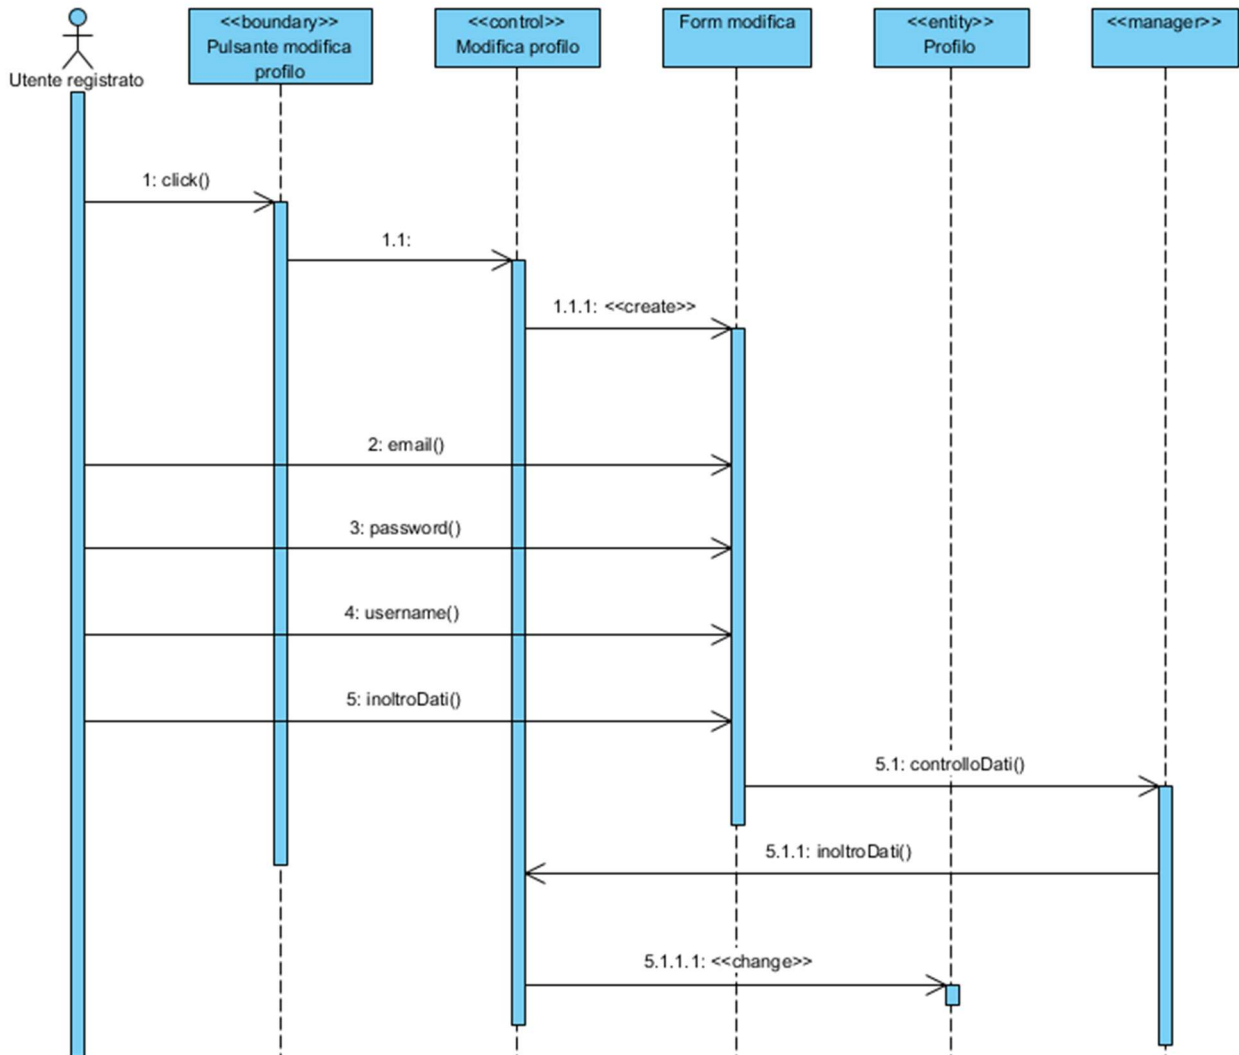 Utente registrato
<<boundary>>
Pulsante modifica
profilo
<<control>>
Modifica profilo
Form modifica
<<entity>>
Profilo
<<manager>>
1: click()
1.1:
1.1.1: <<create>>
2: email()
3: password()
4: username()
5: inoltroDati()
5.1: controlloDati()
5.1.1: inoltroDati()
5.1.1.1: <<change>>